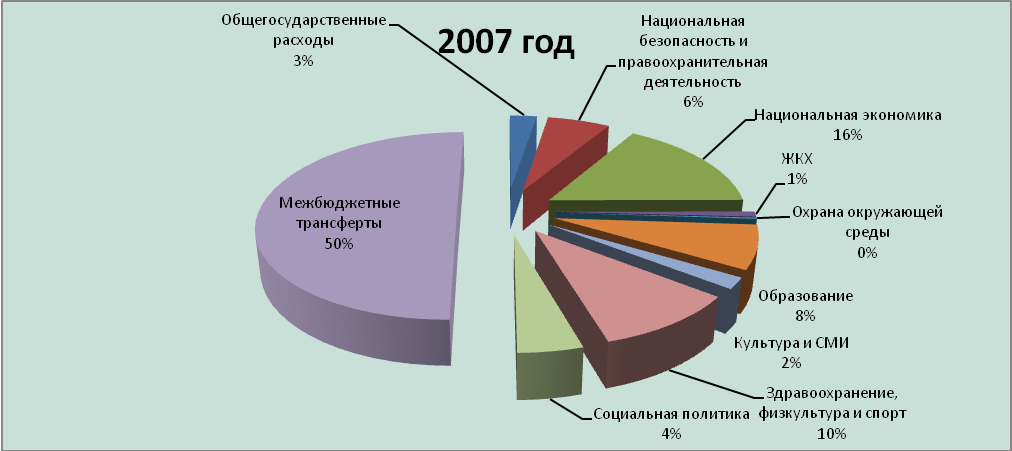 2007 год
Общегосударственные
расходы
3%
Национальная
безопасность и
правоохранительная
деятельность
6%
Национальная экономика
16%
ЖКХ
1%
Охрана окружающей
среды
0%
Образование
8%
Культура и СМИ
2%
Здравоохранение,
физкультура и спорт
10%
Социальная политика
4%
Межбюджетные
трансферты
50%